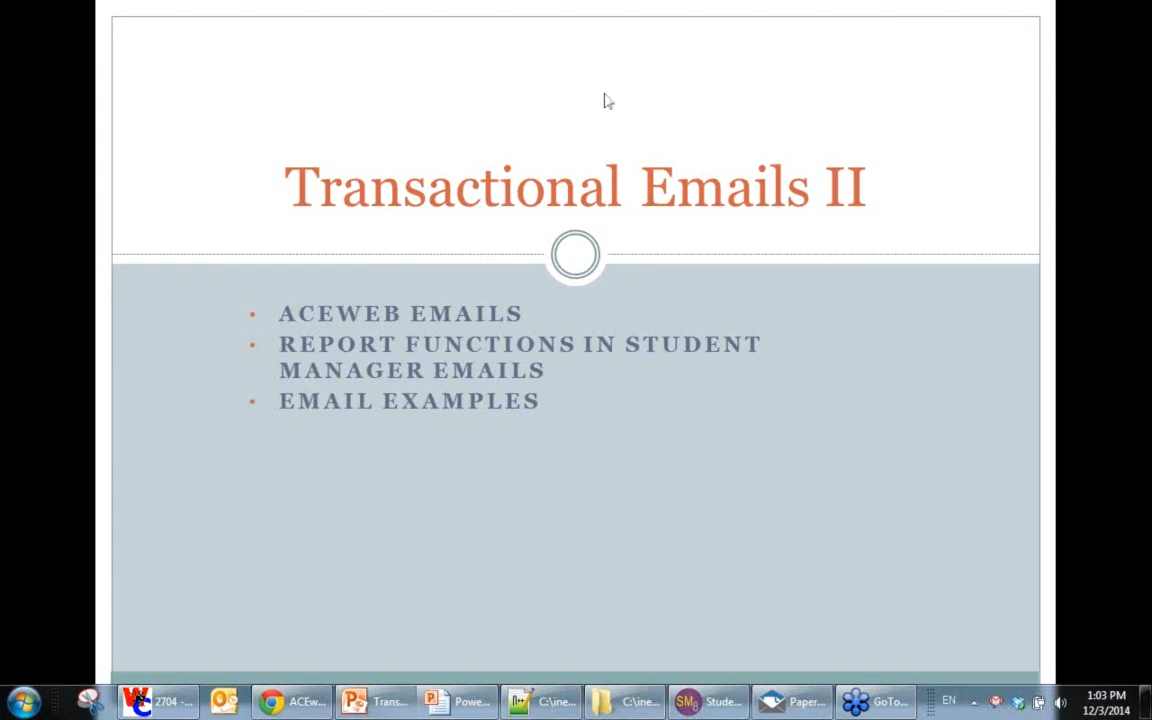 Transactional Emails II
• ACEWEB EMAILS
• REPORT FUNCTIONS IN STUDENT
MANAGER EMAILS
• EMAIL EXAMPLES
2704 -...
ACEw...
Trans...
Powe...
C:\ine...
C:\ine...
Stude...
Paper...
GoTo...
EN
1:03 PM
12/3/2014